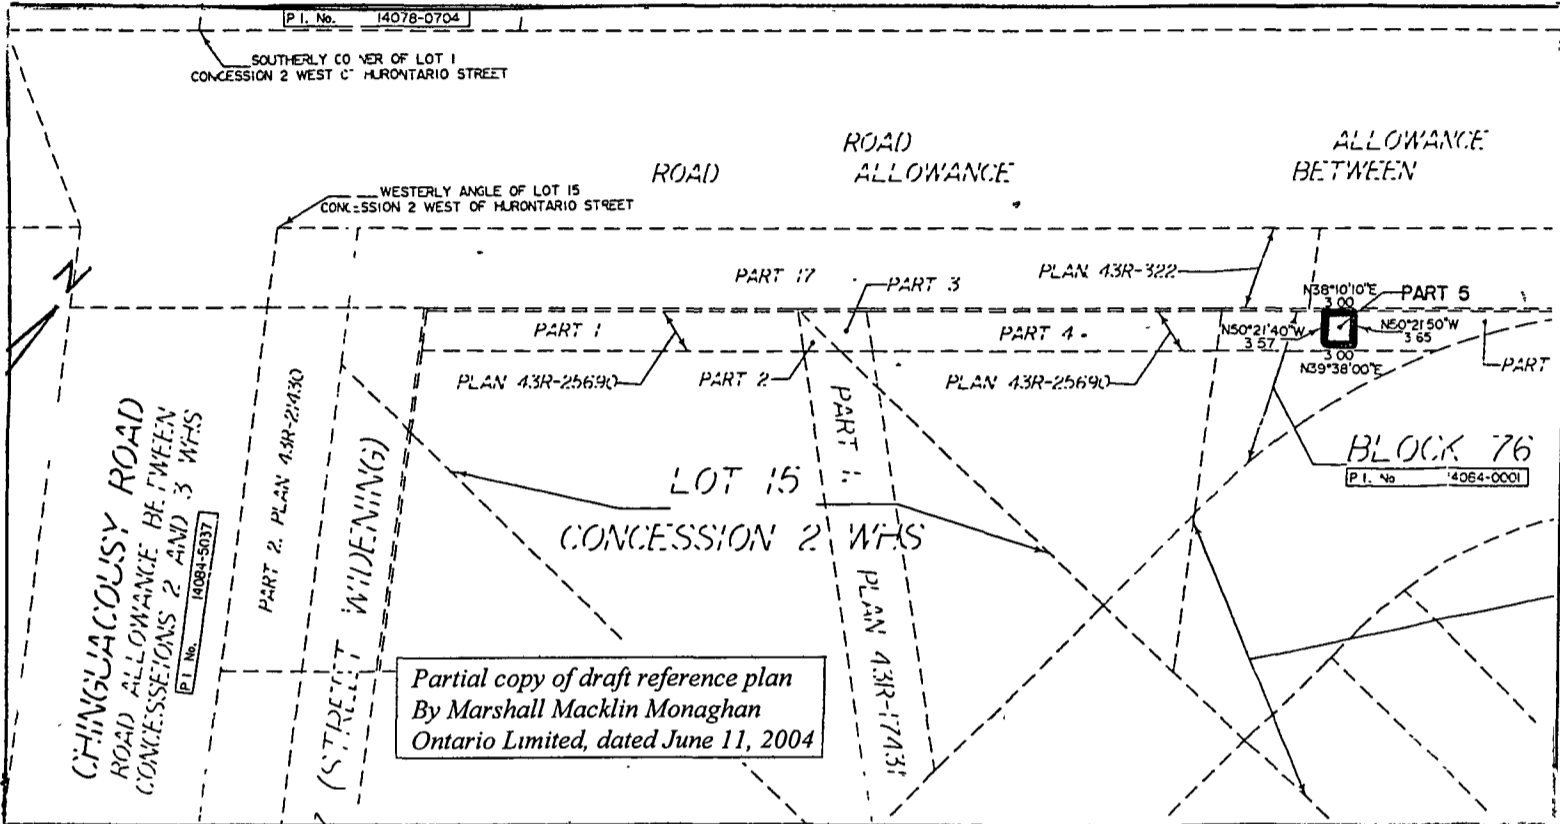 P I. No. 14078-0704
SOUTHERLY CO VER OF LOT 1
CONCESSION 2 WEST HURONTARIO STREET
ROAD
ROAD
ALLOWANCE
ALLOWANCE
BETWEEN
WESTERLY ANGLE OF LOT 15
CONCESSION 2 WEST OF HURONTARIO STREET
PART 17
PART 3
PLAN 43R-322
N38°10'10"E
3 00
PART 5
PART 1
PART 4
N50°21'40"W
3 57
N50°21'50"W
3 65
3 00
N39°38'00"E
PART
PLAN 43R-25690
PART 2
PLAN 43R-25690
CHINGUACOUSY ROAD
ROAD ALLOWANCE BETWEEN
CONCESSIONS 2 AND 3 WHS
P I No. 14084-5037
PART 2, PLAN 43R-21430
(STREET WIDENING)
LOT 15
CONCESSION 2 WHS
PART 1, PLAN 43R-17431
BLOCK 76
P I. No 14064-0001
Partial copy of draft reference plan
By Marshall Macklin Monaghan
Ontario Limited, dated June 11, 2004